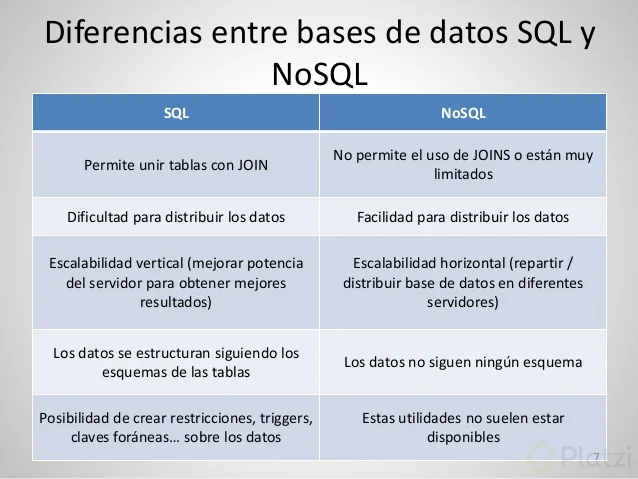 Diferencias entre bases de datos SQL y
NoSQL
SQL
NoSQL
Permite unir tablas con JOIN
No permite el uso de JOINS o están muy
limitados
Dificultad para distribuir los datos
Facilidad para distribuir los datos
Escalabilidad vertical (mejorar potencia
del servidor para obtener mejores
resultados)
Escalabilidad horizontal (repartir /
distribuir base de datos en diferentes
servidores)
Los datos se estructuran siguiendo los
esquemas de las tablas
Los datos no siguen ningún esquema
Posibilidad de crear restricciones, triggers,
claves foráneas… sobre los datos
Estas utilidades no suelen estar
disponibles
Platzi
7